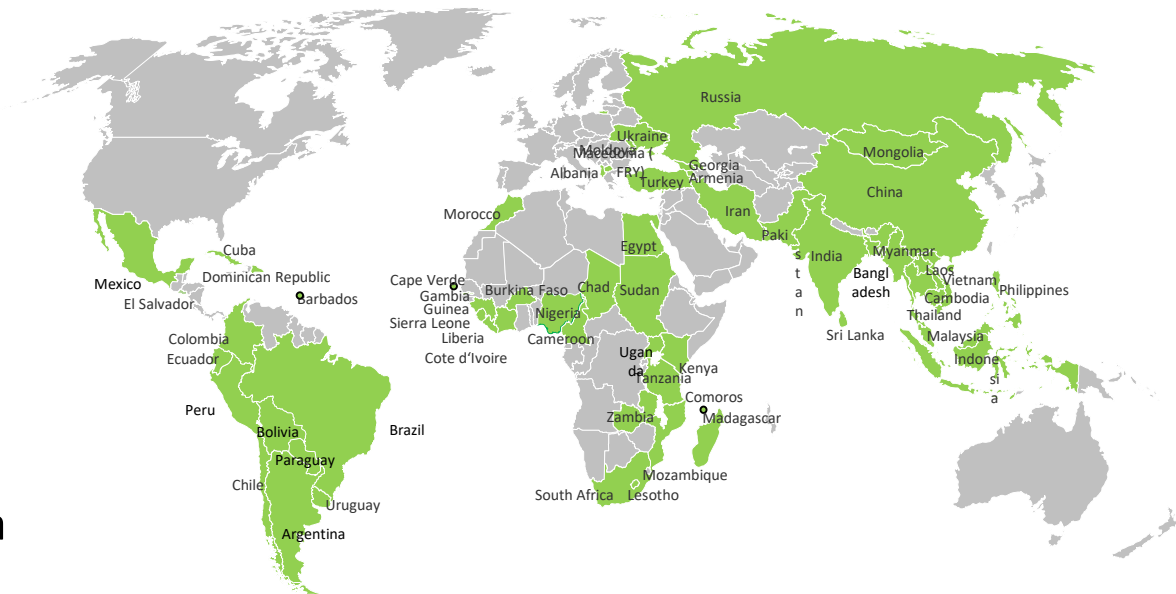 Russia
Ukraine
Moldova
Macedonia (
FRY)
Albania
Georgia
Armenia
Turkey
Mongolia
China
Iran
Morocco
Paki
s
t
a
n
Egypt
India
Myanmar
Cuba
Mexico
Dominican Republic
Bangl
adesh
Laos
Vietnam
Philippines
Cape Verde
Burkina Faso
Chad
Sudan
Barbados
El Salvador
Gambia
Guinea
Nigeria
Cambodia
Thailand
Sierra Leone
Liberia
Cameroon
Sri Lanka
Malaysia
Colombia
Ecuador
Cote d‘Ivoire
Ugan
da
Tanzania
Kenya
Indone
si
a
Comoros
Madagascar
Peru
Zambia
Bolivia
Brazil
Paraguay
Mozambique
Chile
South Africa
Lesotho
Uruguay
Argentina